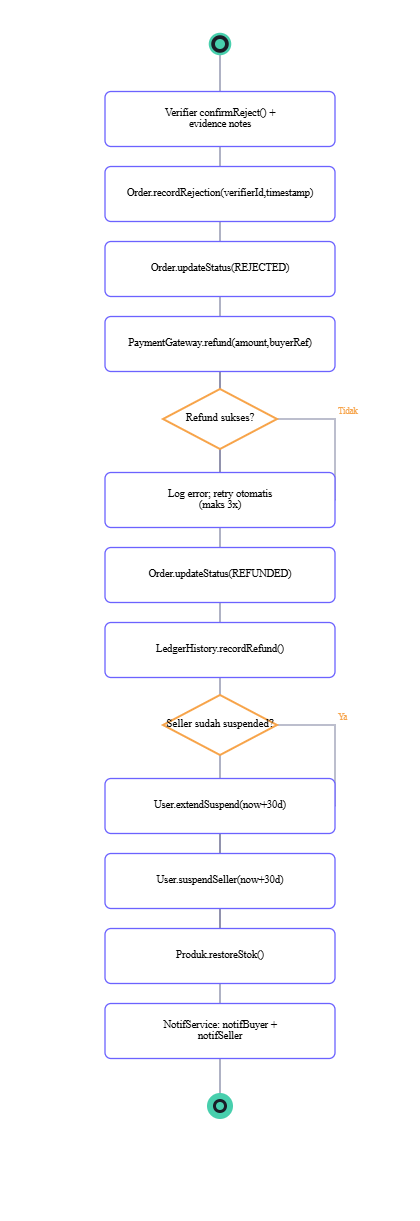 Verifier confirmReject() +
evidence notes
Order.recordRejection(verifierId,timestamp)
Order.updateStatus(REJECTED)
PaymentGateway.refund(amount,buyerRef)
Refund sukses?
Tidak
Log error; retry otomatis
(maks 3x)
Order.updateStatus(REFUNDED)
LedgerHistory.recordRefund()
Seller sudah suspended?
Ya
User.extendSuspend(now+30d)
User.suspendSeller(now+30d)
Produk.restoreStok()
NotifService: notifBuyer +
notifSeller